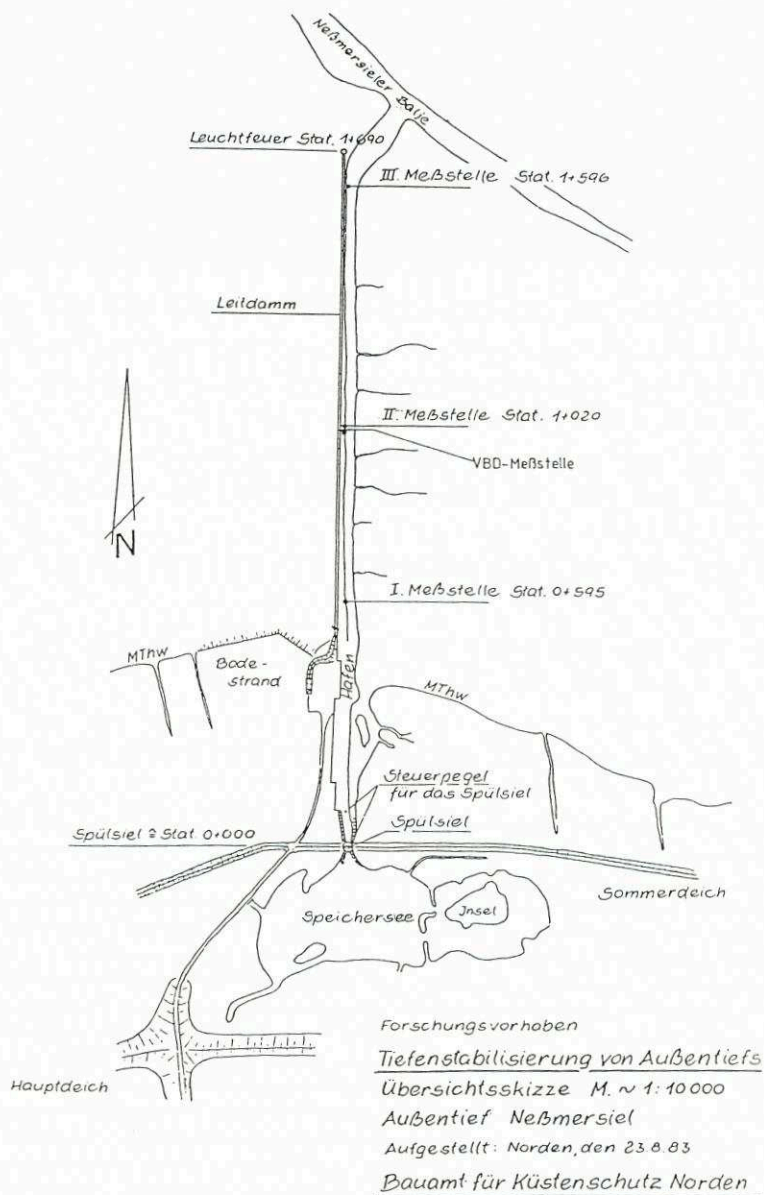 Neßmersieler Balje
Leuchtfeuer Stat. 1+690
III. Meßstelle Stat. 1+596
Leitdamm
II. Meßstelle Stat. 1+020
VBD-Meßstelle
N
I. Meßstelle Stat. 0+595
MThw
Bade-
strand
Hafen
MThw
Steuerpegel
für das Spülsiel
Spülsiel
Spülsiel ≙ Stat. 0+000
Sommerdeich
Speichersee
Insel
Hauptdeich
Forschungsvorhaben
Tiefenstabilisierung von Außentiefs
Übersichtsskizze M. ~ 1:10000
Außentief Neßmersiel
Aufgestellt: Norden, den 23.8.83
Bauamt für Küstenschutz Norden